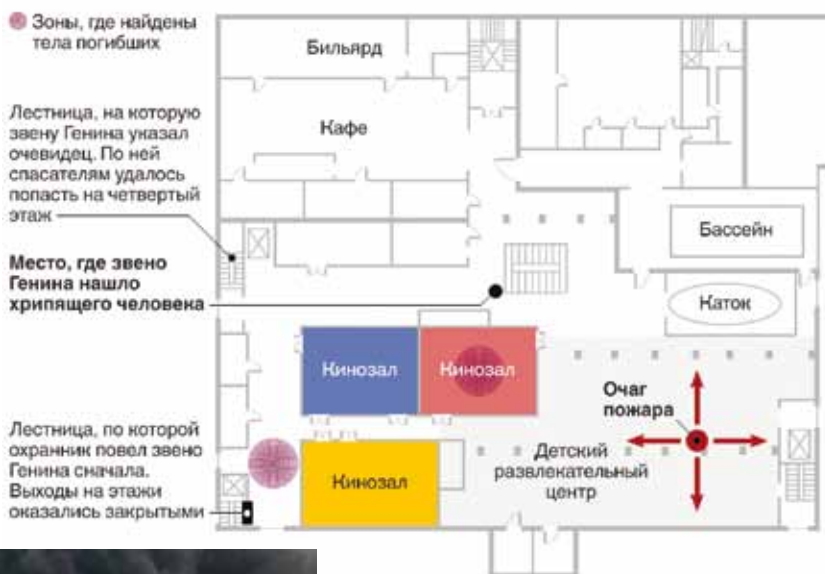 Зоны, где найдены
тела погибших
Лестница, на которую
звену Генина указал
очевидец. По ней
спасателям удалось
попасть на четвертый
этаж
Место, где звено
Генина нашло
хрипящего человека
Лестница, по которой
охранник повел звено
Генина сначала.
Выходы на этажи
оказались закрытыми
Бильярд
Кафе
Бассейн
Каток
Кинозал
Кинозал
Очаг
пожара
Детский
развлекательный
центр
Кинозал